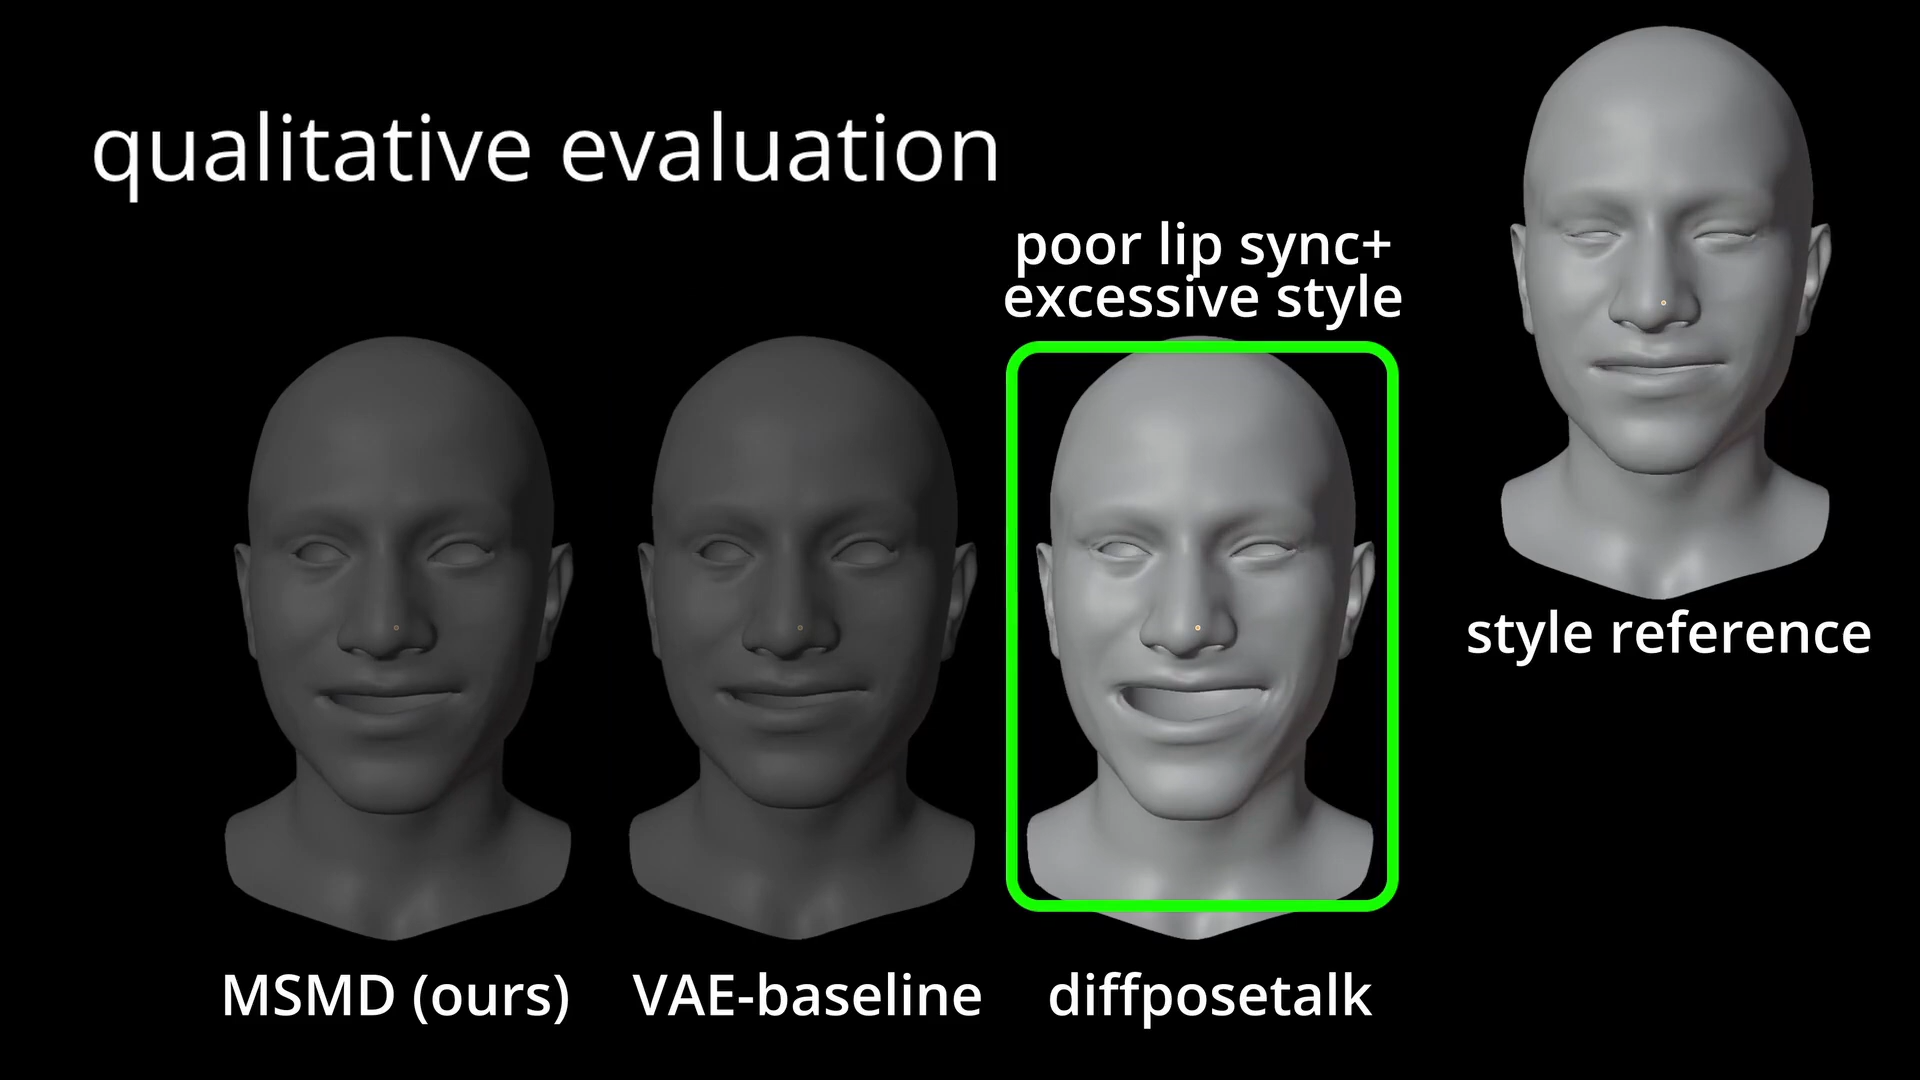 qualitative evaluation
poor lip sync+
excessive style
style reference
MSMD (ours)
VAE-baseline
diffposetalk